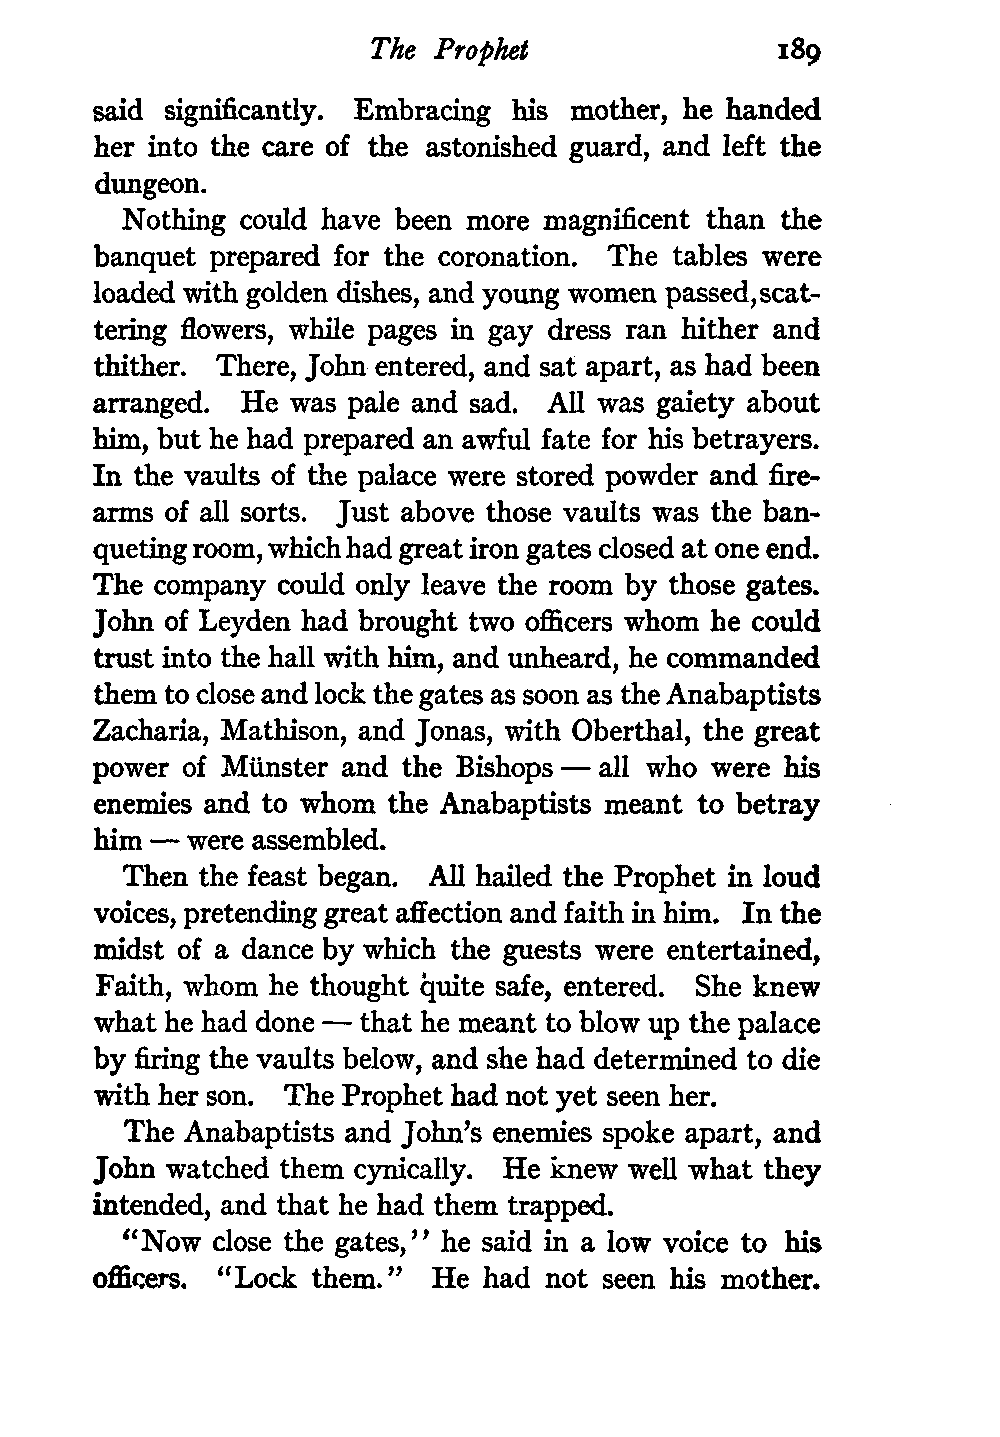 The Prophet 189
said significantly. Embracing his mother, he handed
her into the care of the astonished guard, and left the
dungeon.
Nothing could have been more magnificent than the
banquet prepared for the coronation. The tables were
loaded with golden dishes, and young women passed, scat-
tering flowers, while pages in gay dress ran hither and
thither. There, John entered, and sat apart, as had been
arranged. He was pale and sad. All was gaiety about
him, but he had prepared an awful fate for his betrayers.
In the vaults of the palace were stored powder and fire-
arms of all sorts. Just above those vaults was the ban-
queting room, which had great iron gates closed at one end.
The company could only leave the room by those gates.
John of Leyden had brought two officers whom he could
trust into the hall with him, and unheard, he commanded
them to close and lock the gates as soon as the Anabaptists
Zacharia, Mathison, and Jonas, with Oberthal, the great
power of Münster and the Bishops — all who were his
enemies and to whom the Anabaptists meant to betray
him — were assembled.
Then the feast began. All hailed the Prophet in loud
voices, pretending great affection and faith in him. In the
midst of a dance by which the guests were entertained,
Faith, whom he thought quite safe, entered. She knew
what he had done — that he meant to blow up the palace
by firing the vaults below, and she had determined to die
with her son. The Prophet had not yet seen her.
The Anabaptists and John's enemies spoke apart, and
John watched them cynically. He knew well what they
intended, and that he had them trapped.
"Now close the gates," he said in a low voice to his
officers. "Lock them." He had not seen his mother.